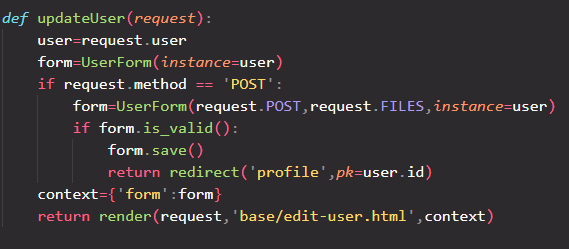 def updateUser(request):
    user=request.user
    form=UserForm(instance=user)
    if request.method == 'POST':
        form=UserForm(request.POST,request.FILES,instance=user)
        if form.is_valid():
            form.save()
            return redirect('profile',pk=user.id)
    context={'form':form}
    return render(request,'base/edit-user.html',context)